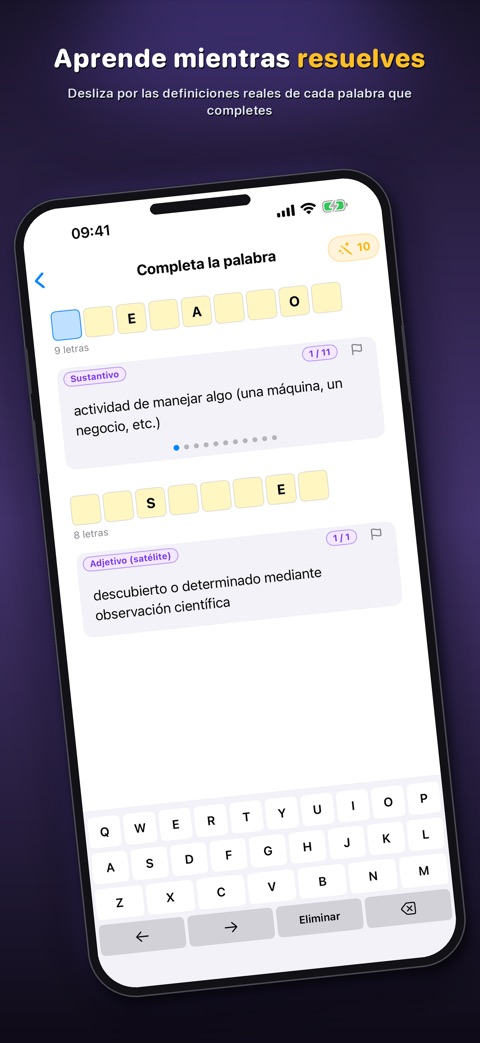 Aprende mientras resuelves
Desliza por las definiciones reales de cada palabra que
completes
09:41
Completa la palabra
10
E A O
9 letras
Sustantivo
1 / 11
actividad de manejar algo (una máquina, un
negocio, etc.)
S E
8 letras
Adjetivo (satélite)
1 / 1
descubierto o determinado mediante
observación científica
Q W E R T Y U I O P
A S D F G H J K L
Z X C V B N M
← → Eliminar